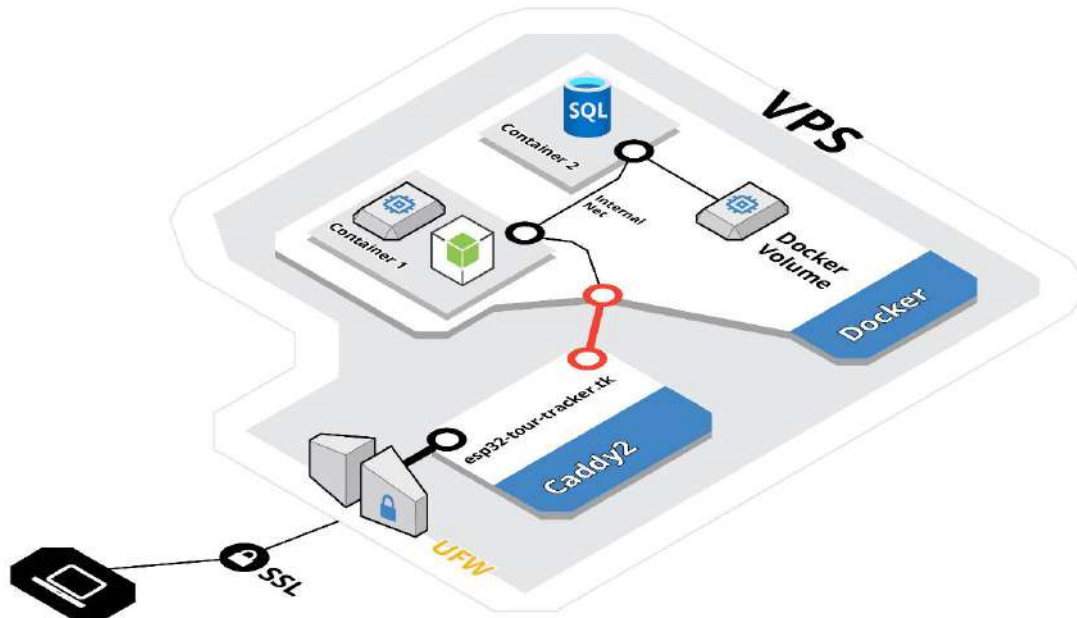 VPS
SQL
Container 2
Internal
Net
Container 1
Docker
Volume
Docker
esp32-tour-tracker.tk
Caddy2
UFW
SSL